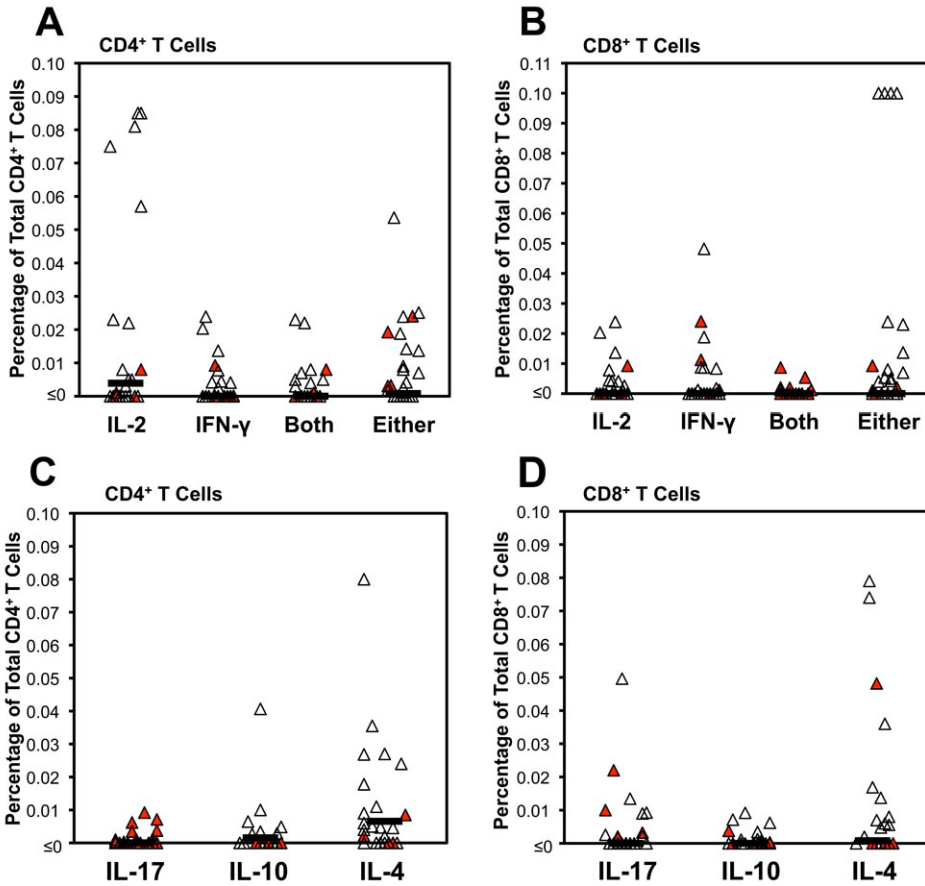 A
CD4⁺ T Cells
Percentage of Total CD4⁺ T Cells
0.10
0.09
0.08
0.07
0.06
0.05
0.04
0.03
0.02
0.01
≤0
IL-2 IFN-γ Both Either
B
CD8⁺ T Cells
Percentage of Total CD8⁺ T Cells
0.11
0.10
0.09
0.08
0.07
0.06
0.05
0.04
0.03
0.02
0.01
≤0
IL-2 IFN-γ Both Either
C
CD4⁺ T Cells
Percentage of Total CD4⁺ T Cells
0.10
0.09
0.08
0.07
0.06
0.05
0.04
0.03
0.02
0.01
≤0
IL-17 IL-10 IL-4
D
CD8⁺ T Cells
Percentage of Total CD8⁺ T Cells
0.10
0.09
0.08
0.07
0.06
0.05
0.04
0.03
0.02
0.01
≤0
IL-17 IL-10 IL-4